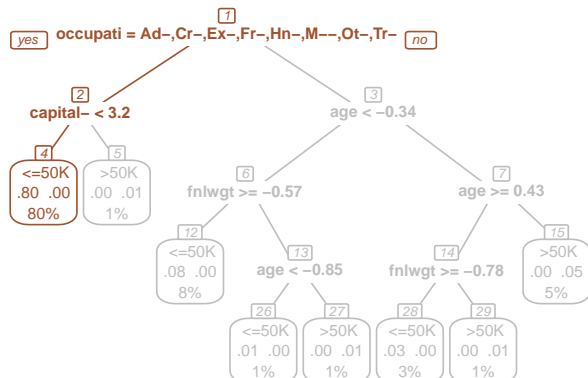 1
yes occupati = Ad–,Cr–,Ex–,Fr–,Hn–,M––,Ot–,Tr– no
2 3
capital– < 3.2 age < −0.34
4 5 6 7
<=50K >50K fnlwgt >= −0.57 age >= 0.43
.80 .00 .00 .01
80% 1%
12 13 14 15
<=50K age < −0.85 fnlwgt >= −0.78 >50K
.08 .00 .00 .05
8% 5%
26 27 28 29
<=50K >50K <=50K >50K
.01 .00 .00 .01 .03 .00 .00 .01
1% 1% 3% 1%